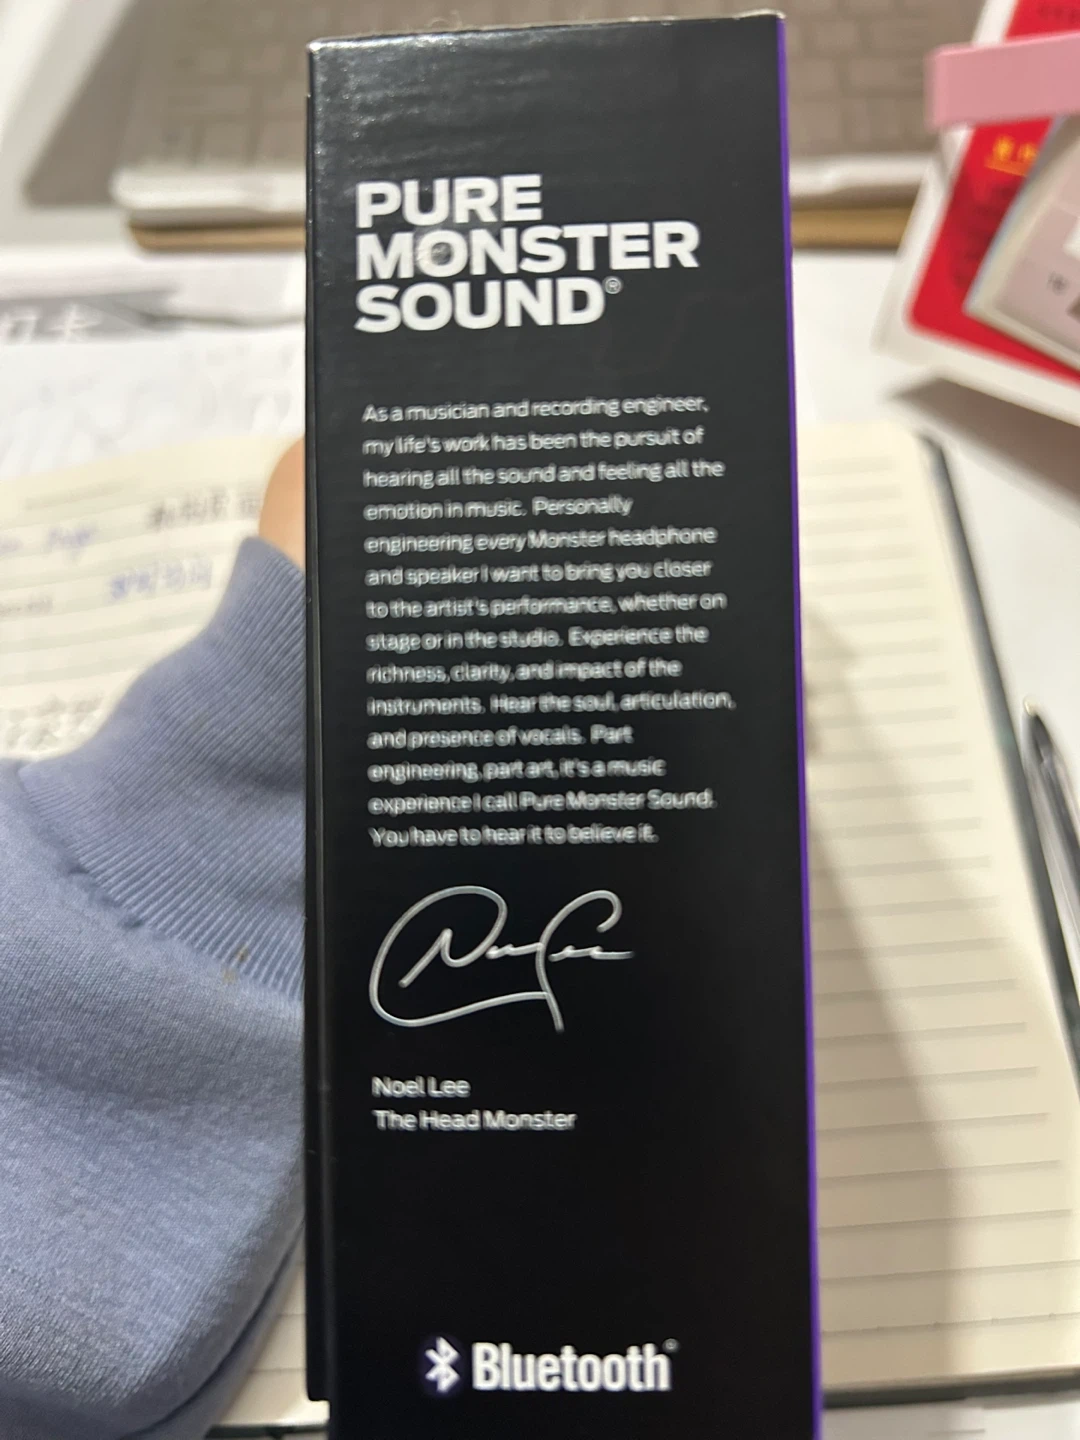 PURE
MONSTER
SOUND®
As a musician and recording engineer,
my life's work has been the pursuit of
hearing all the sound and feeling all the
emotion in music. Personally
engineering every Monster headphone
and speaker I want to bring you closer
to the artist's performance, whether on
stage or in the studio. Experience the
richness, clarity, and impact of the
instruments. Hear the soul, articulation,
and presence of vocals. Part
engineering, part art, it's a music
experience I call Pure Monster Sound.
You have to hear it to believe it.
Noel Lee
Noel Lee
The Head Monster
Bluetooth®